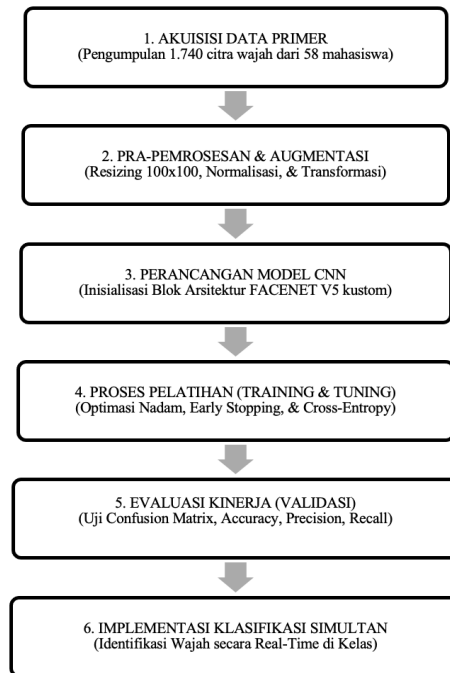 1. AKUISISI DATA PRIMER
(Pengumpulan 1.740 citra wajah dari 58 mahasiswa)
2. PRA-PEMROSESAN & AUGMENTASI
(Resizing 100x100, Normalisasi, & Transformasi)
3. PERANCANGAN MODEL CNN
(Inisialisasi Blok Arsitektur FACENET V5 kustom)
4. PROSES PELATIHAN (TRAINING & TUNING)
(Optimasi Nadam, Early Stopping, & Cross-Entropy)
5. EVALUASI KINERJA (VALIDASI)
(Uji Confusion Matrix, Accuracy, Precision, Recall)
6. IMPLEMENTASI KLASIFIKASI SIMULTAN
(Identifikasi Wajah secara Real-Time di Kelas)